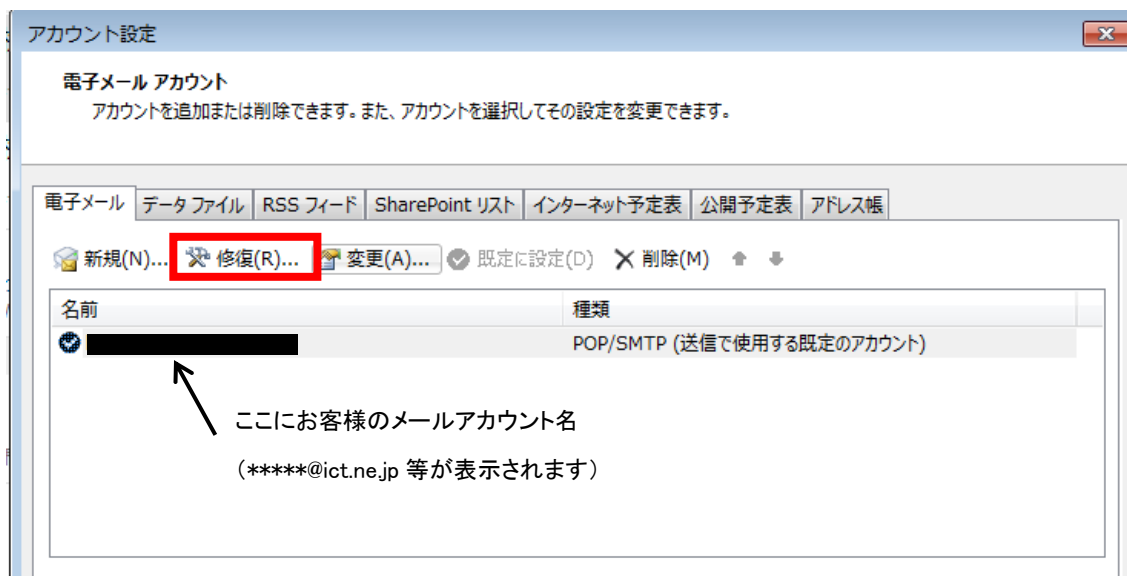 アカウント設定
電子メール アカウント
アカウントを追加または削除できます。また、アカウントを選択してその設定を変更できます。
電子メール データ ファイル RSS フィード SharePoint リスト インターネット予定表 公開予定表 アドレス帳
新規(N)... 修復(R)... 変更(A)... 既定に設定(D) 削除(M)
名前 種類
POP/SMTP (送信で使用する既定のアカウント)
ここにお客様のメールアカウント名
（*****@ict.ne.jp 等が表示されます）